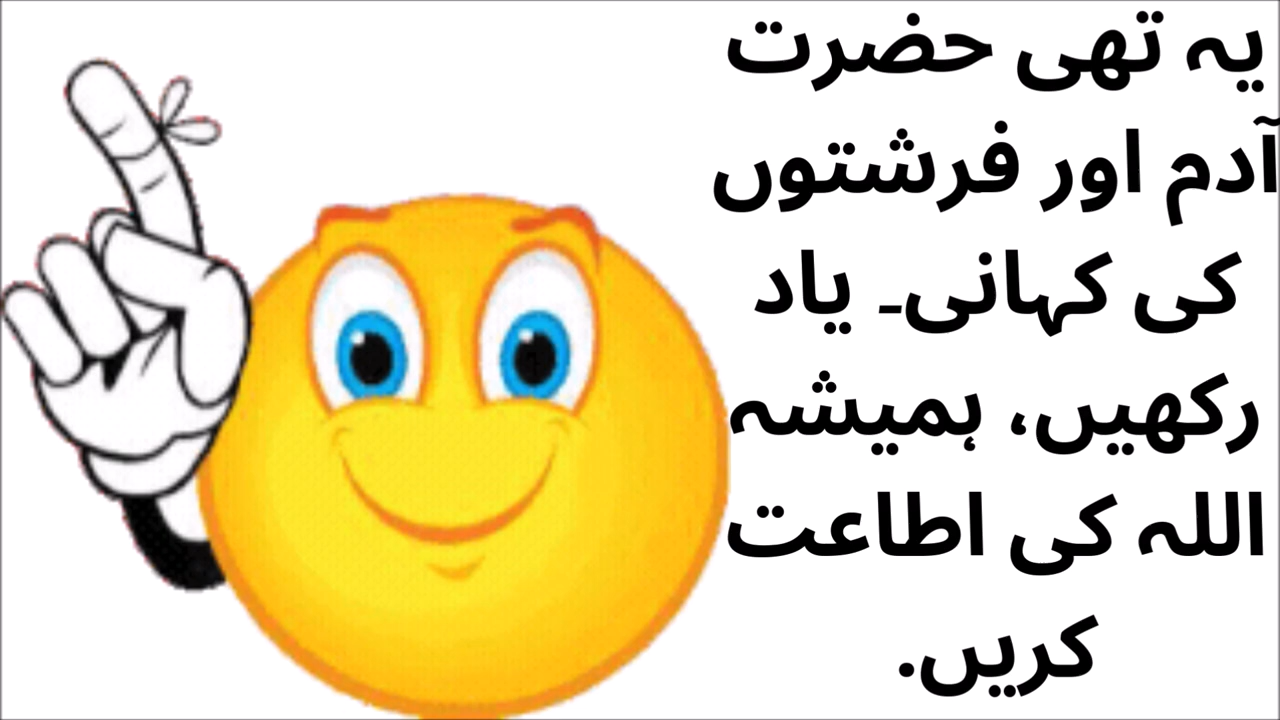 یہ تھی حضرت
آدم اور فرشتوں
کی کہانی۔ یاد
رکھیں، ہمیشہ
اللہ کی اطاعت
کریں.